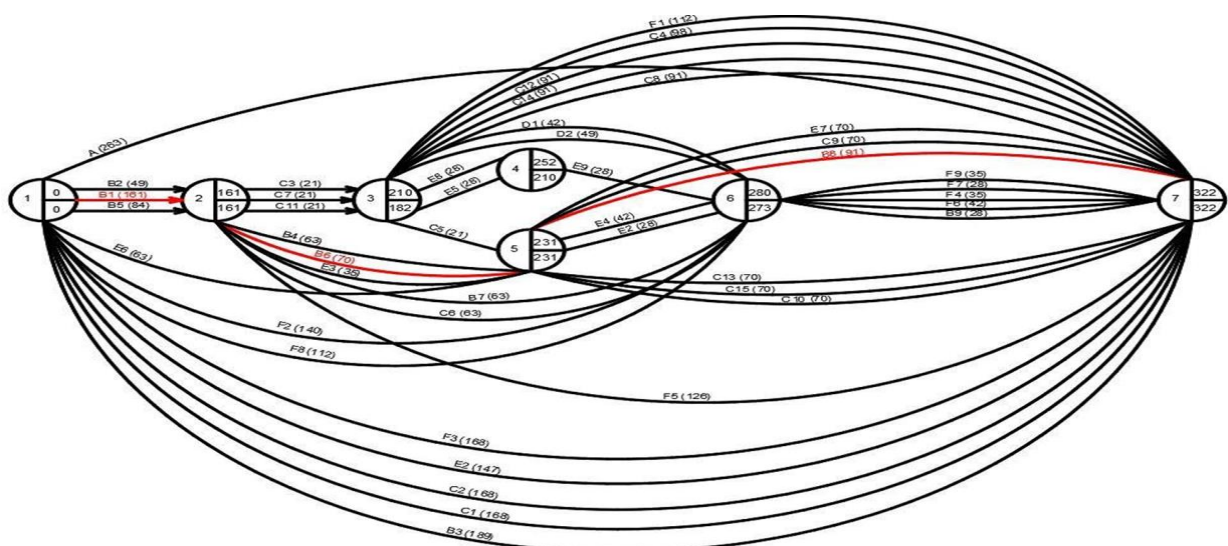 F1 (112)
C4 (98)
C12 (91)
C14 (91)
C8 (91)
A (263)
D1 (42)
D2 (49)
E7 (70)
C9 (70)
B8 (91)
1
0
0
B2 (49)
B1 (161)
B5 (84)
2
161
161
C3 (21)
C7 (21)
C11 (21)
3
210
182
E8 (28)
E5 (28)
4
252
210
E9 (28)
C5 (21)
5
231
231
E4 (42)
E2 (28)
6
280
273
F9 (35)
F7 (28)
F4 (35)
F6 (42)
B9 (28)
7
322
322
E6 (63)
B4 (63)
B6 (70)
E3 (35)
B7 (63)
C6 (63)
C13 (70)
C15 (70)
C10 (70)
F2 (140)
F8 (112)
F5 (126)
F3 (168)
E2 (147)
C2 (168)
C1 (168)
B3 (189)